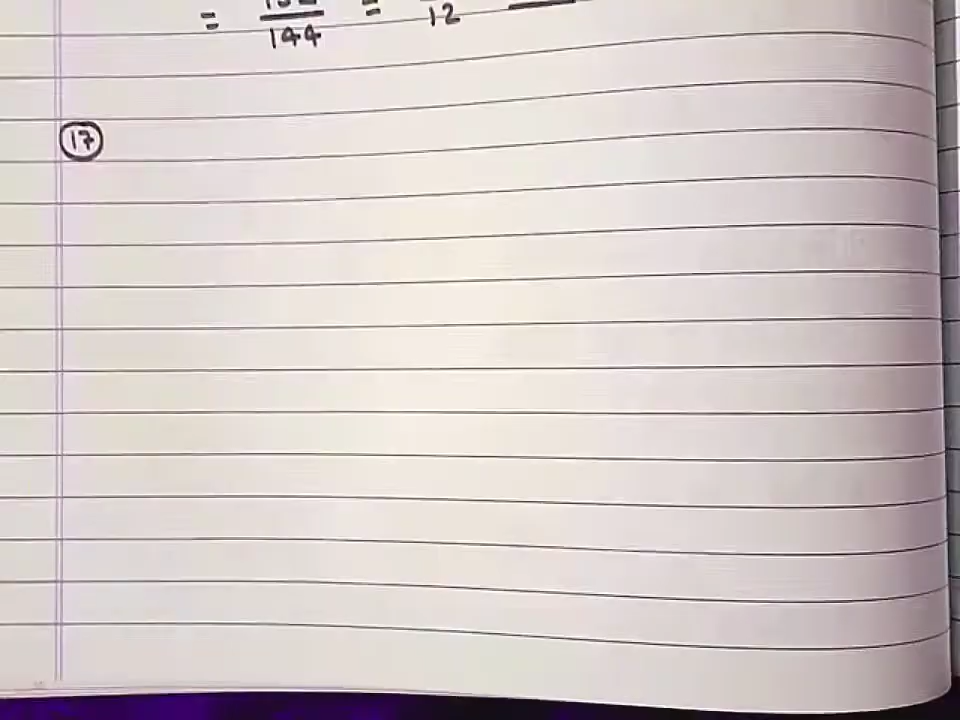 = /144 = /12
17